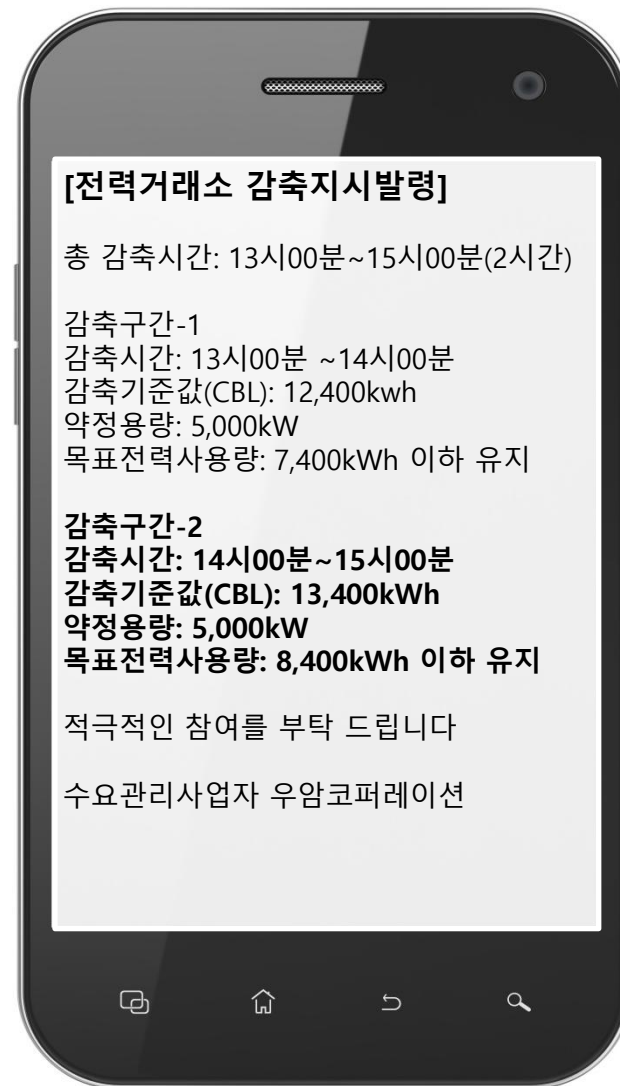 [전력거래소 감축지시발령]
총 감축시간: 13시00분~15시00분(2시간)
감축구간-1
감축시간: 13시00분 ~14시00분
감축기준값(CBL): 12,400kwh
약정용량: 5,000kW
목표전력사용량: 7,400kWh 이하 유지
감축구간-2
감축시간: 14시00분~15시00분
감축기준값(CBL): 13,400kWh
약정용량: 5,000kW
목표전력사용량: 8,400kWh 이하 유지
적극적인 참여를 부탁 드립니다
수요관리사업자 우암코퍼레이션